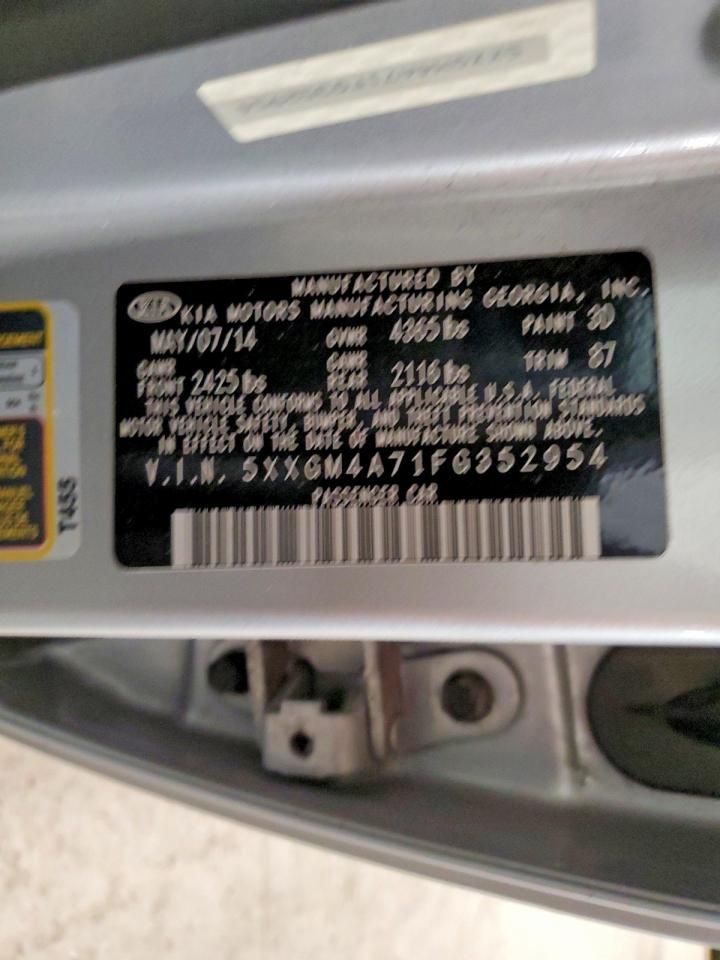 KIA
MANUFACTURED BY
KIA MOTORS MANUFACTURING GEORGIA, INC.
MAY/07/14 GVWR 4365 lbs PAINT 3D
GAWR FRONT 2425 lbs GAWR REAR 2116 lbs TRIM 87
THIS VEHICLE CONFORMS TO ALL APPLICABLE U.S.A. FEDERAL
MOTOR VEHICLE SAFETY, BUMPER, AND THEFT PREVENTION STANDARDS
IN EFFECT ON THE DATE OF MANUFACTURE SHOWN ABOVE.
V.I.N. 5XXGM4A71FG352954
PASSENGER CAR
T455